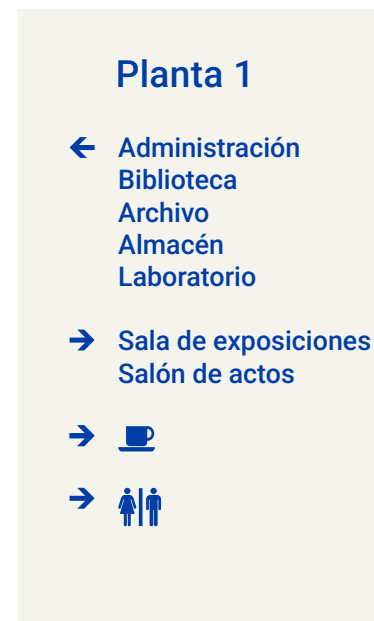 Planta 1
Administración
Biblioteca
Archivo
Almacén
Laboratorio
Sala de exposiciones
Salón de actos